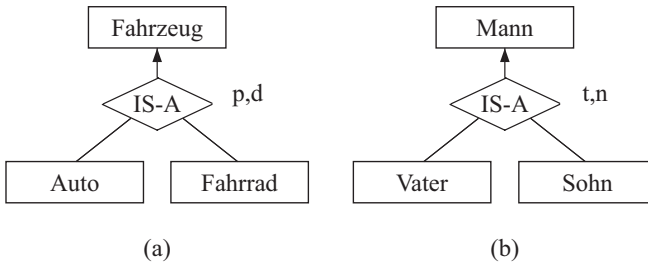 Fahrzeug
IS-A
p,d
Auto
Fahrrad
(a)
Mann
IS-A
t,n
Vater
Sohn
(b)